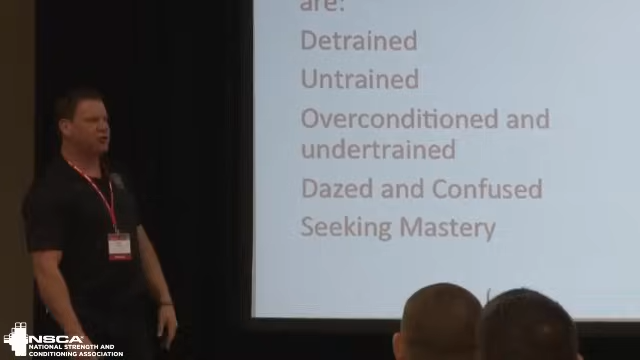 are:
Detrained
Untrained
Overconditioned and
undertrained
Dazed and Confused
Seeking Mastery
NSCA
NATIONAL STRENGTH AND
CONDITIONING ASSOCIATION